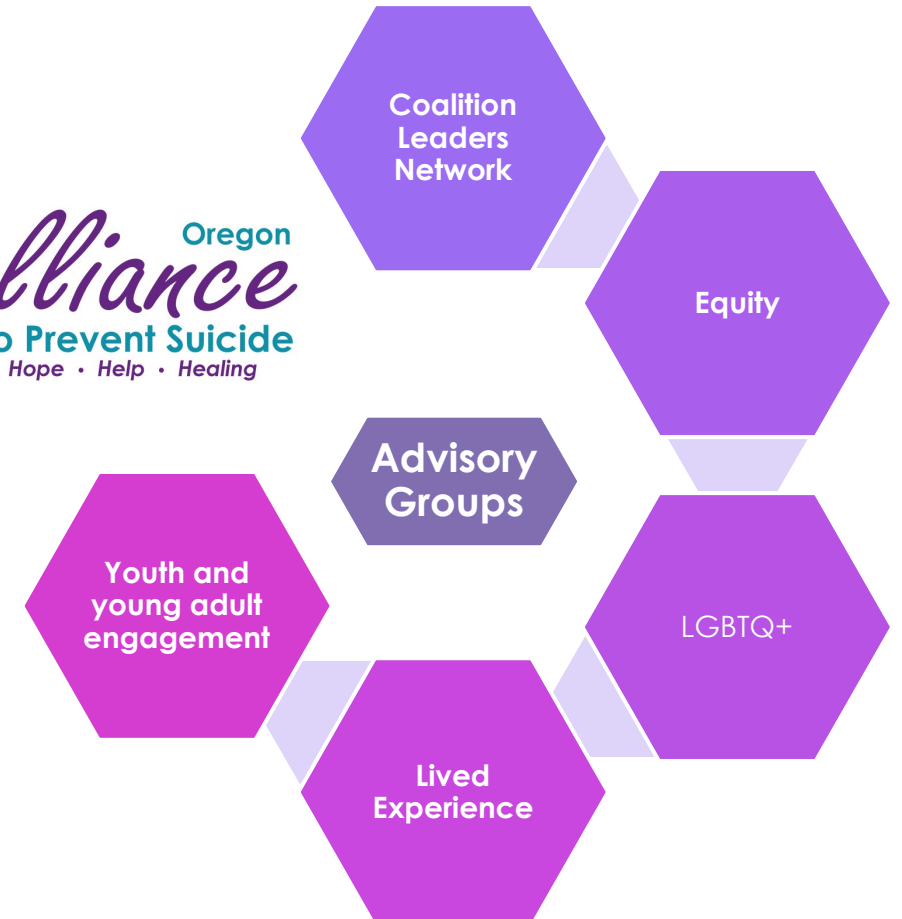 Coalition
Leaders
Network
Oregon
lliance
o Prevent Suicide
Hope • Help • Healing
Equity
Advisory
Groups
Youth and
young adult
engagement
LGBTQ+
Lived
Experience